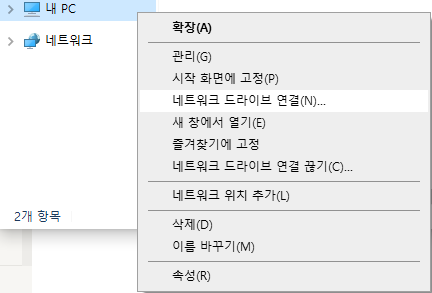 내 PC
네트워크
2개 항목
확장(A)
관리(G)
시작 화면에 고정(P)
네트워크 드라이브 연결(N)...
새 창에서 열기(E)
즐겨찾기에 고정
네트워크 드라이브 연결 끊기(C)...
네트워크 위치 추가(L)
삭제(D)
이름 바꾸기(M)
속성(R)